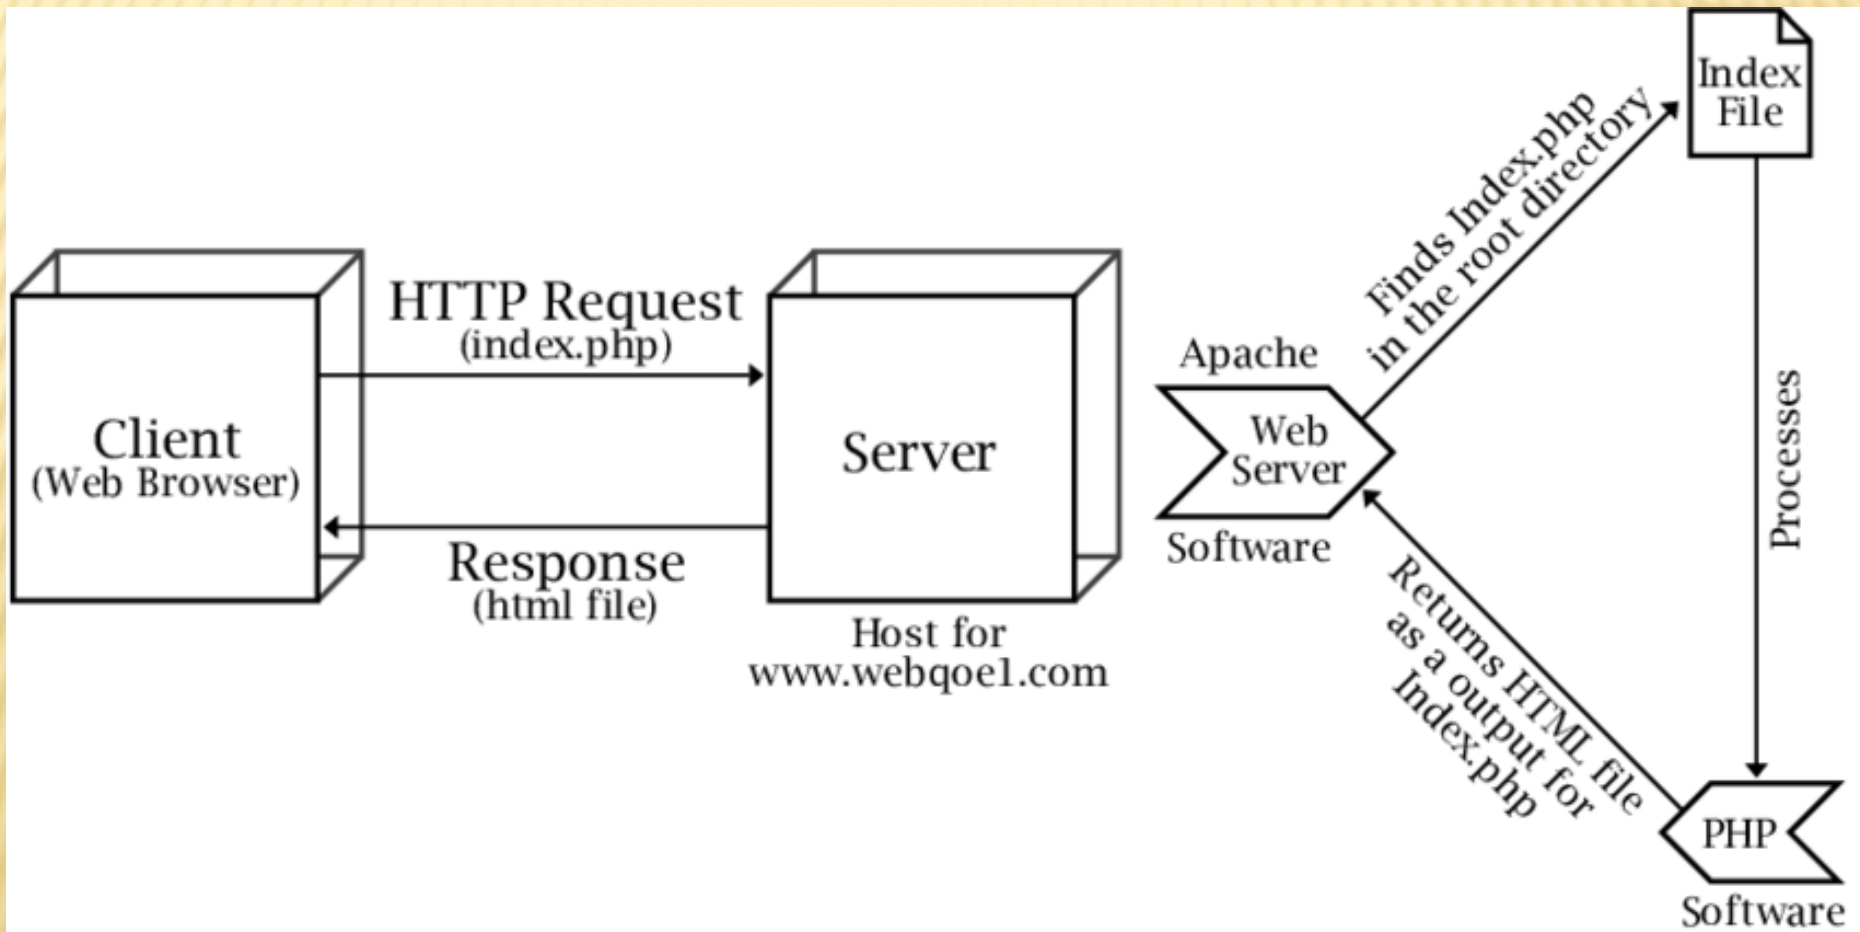 Client
(Web Browser)
HTTP Request
(index.php)
Response
(html file)
Server
Host for
www.webqoe1.com
Apache
Web
Server
Software
Finds Index.php
in the root directory
Index
File
Processes
PHP
Software
Returns HTML file
as a output for
Index.php